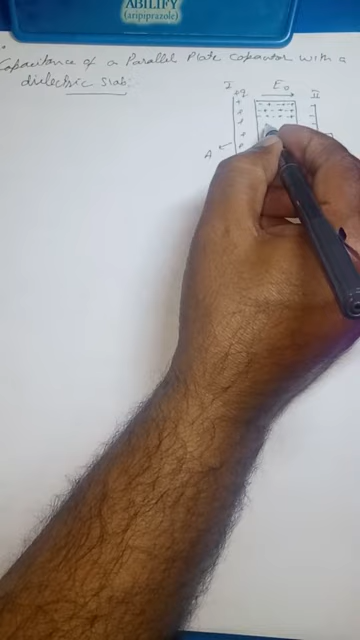 ABILIFY
(aripiprazole)
Capacitance of a Parallel Plate Capacitor with a
dielectric Slab:
I +q E₀ II
A